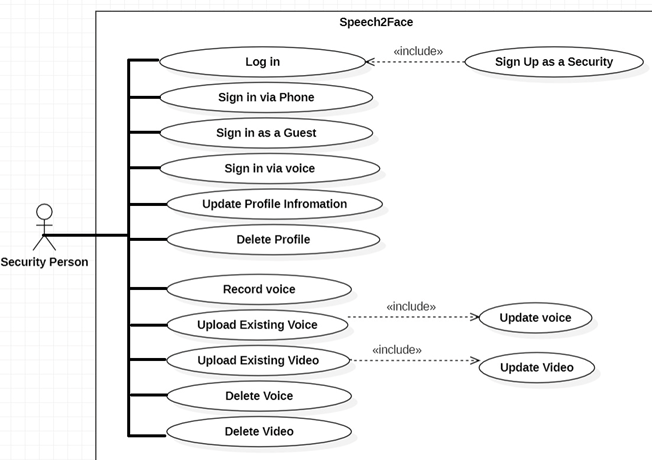 Speech2Face
Log in
«include»
Sign Up as a Security
Sign in via Phone
Sign in as a Guest
Sign in via voice
Update Profile Infromation
Delete Profile
Security Person
Record voice
Upload Existing Voice
«include»
Update voice
Upload Existing Video
«include»
Update Video
Delete Voice
Delete Video